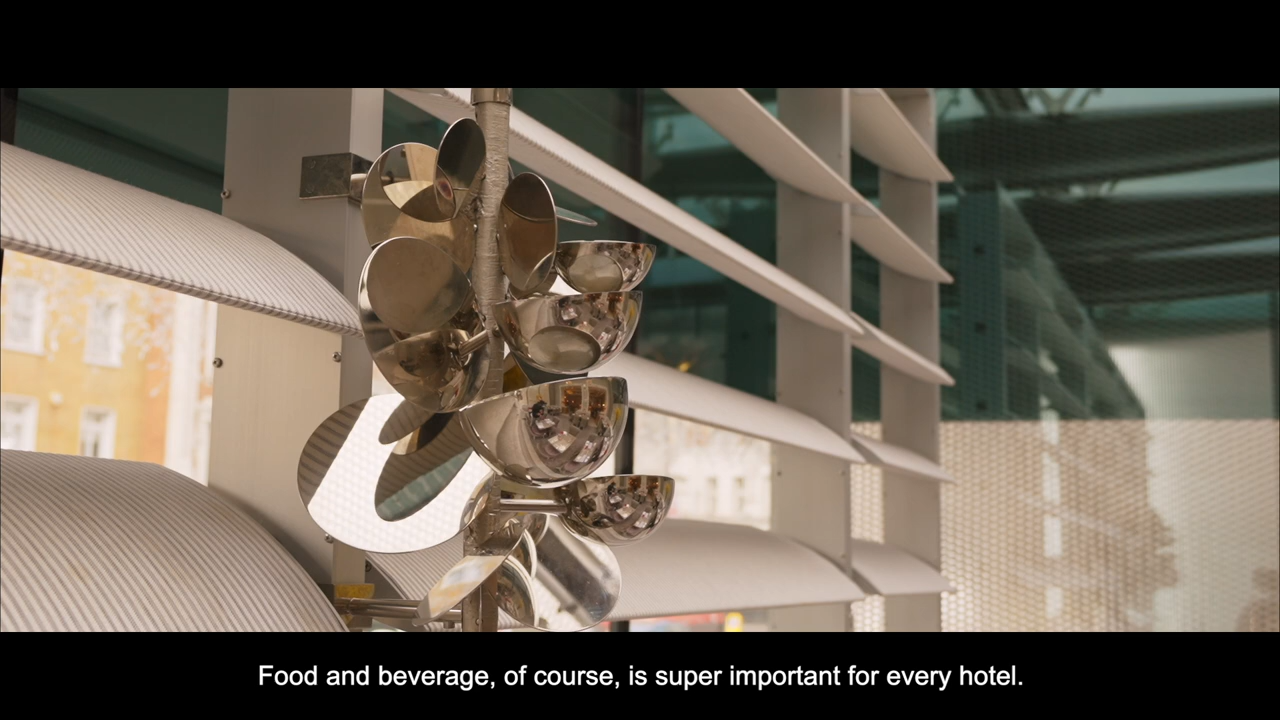 Food and beverage, of course, is super important for every hotel.